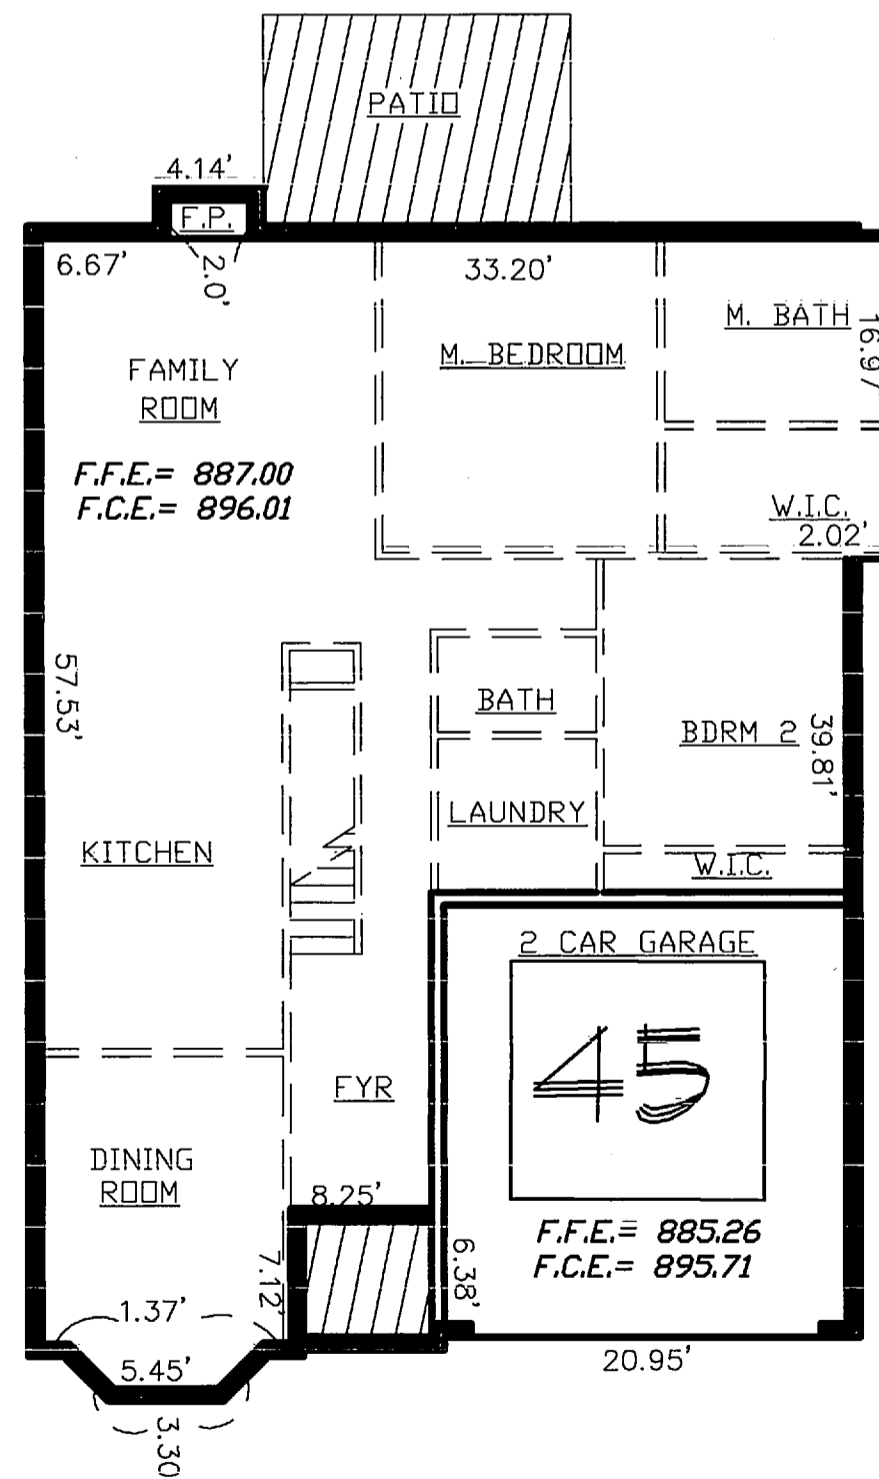 PATIO
4.14'
F.P.
6.67'
2.0'
33.20'
M. BATH
16.97'
M. BEDROOM
FAMILY
ROOM
F.F.E.= 887.00
F.C.E.= 896.01
W.I.C.
2.02'
57.53'
BATH
BDRM 2
39.81'
LAUNDRY
KITCHEN
W.I.C.
2 CAR GARAGE
45
FYR
DINING
ROOM
8.25'
F.F.E.= 885.26
F.C.E.= 895.71
7.12'
6.38'
1.37'
5.45'
20.95'
3.30